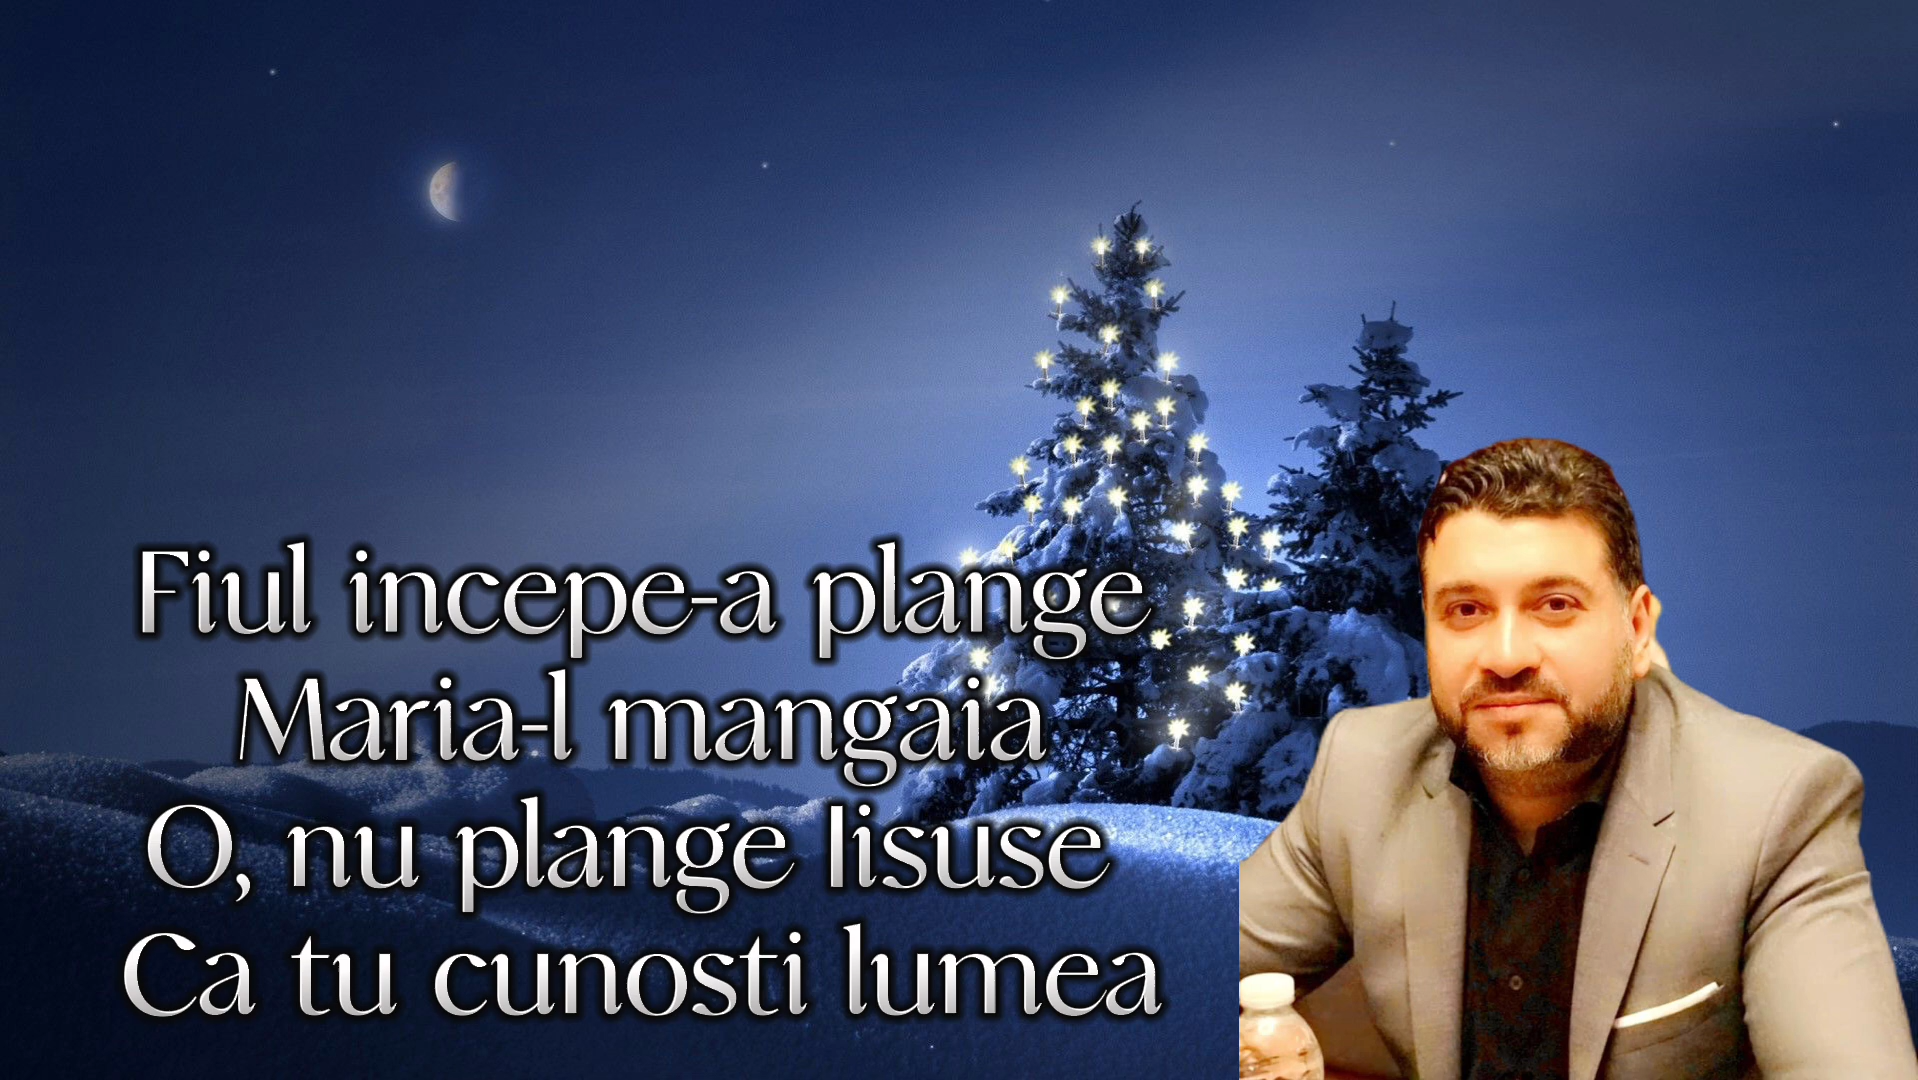 Fiul incepe-a plange
Maria-l mangaia
O, nu plange Iisuse
Ca tu cunosti lumea